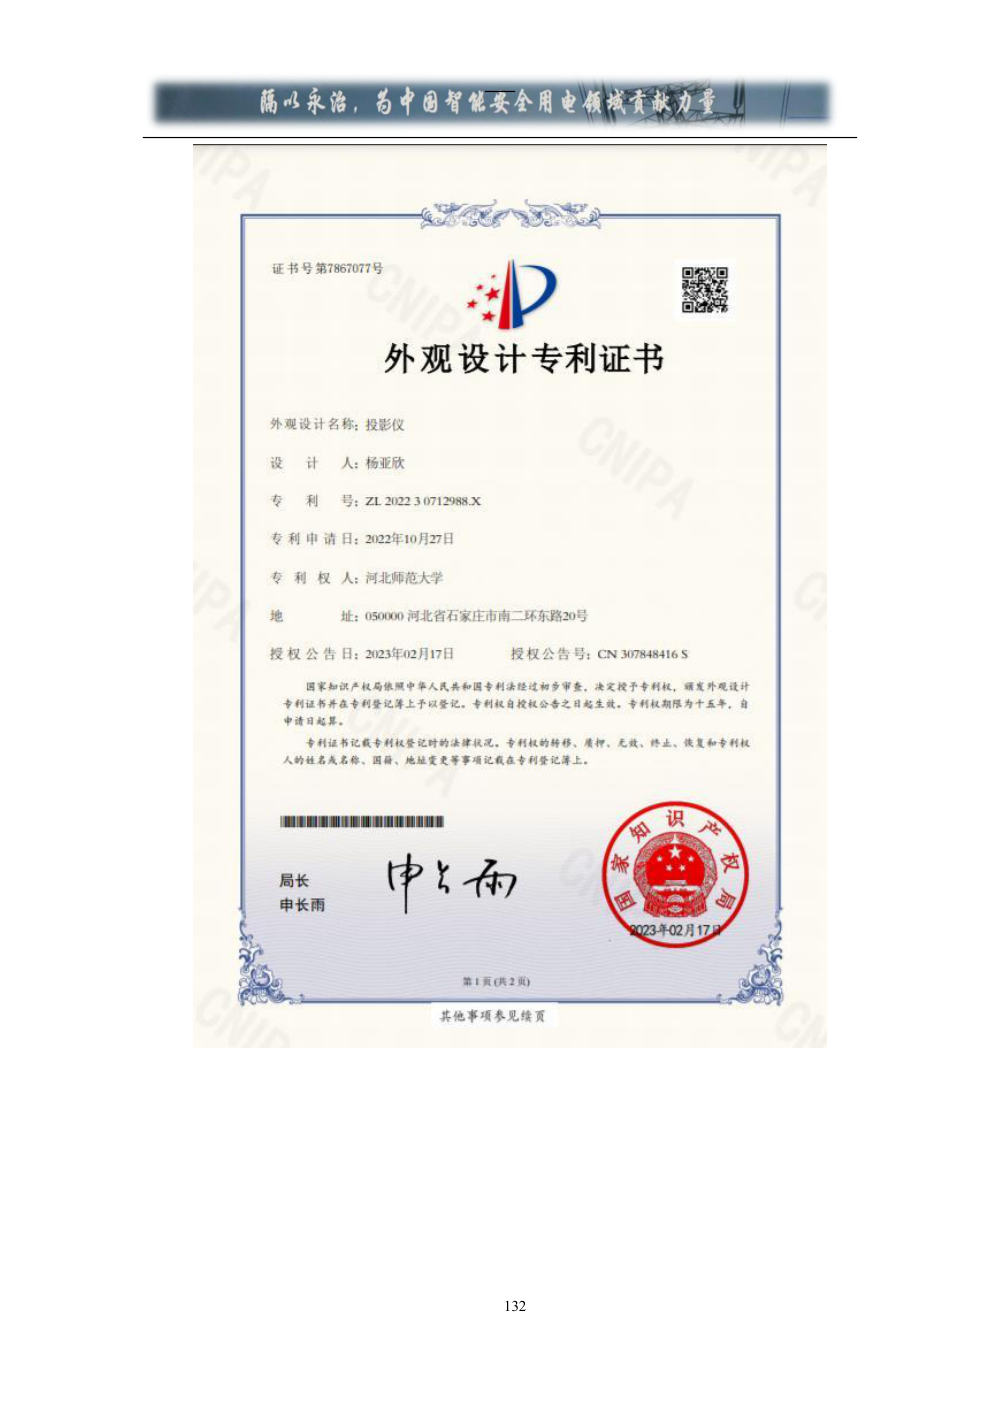 隔以永治，为中国智能安全用电领域贡献力量
证书号第7867077号
外观设计专利证书
外观设计名称：投影仪
设计人：杨亚欣
专利号：ZL 2022 3 0712988.X
专利申请日：2022年10月27日
专利权人：河北师范大学
地址：050000 河北省石家庄市南二环东路20号
授权公告日：2023年02月17日 授权公告号：CN 307848416 S
国家知识产权局依照中华人民共和国专利法经过初步审查，决定授予专利权，颁发外观设计
专利证书并在专利登记簿上予以登记。专利权自授权公告之日起生效。专利权期限为十五年，自
申请日起算。
专利证书记载专利权登记时的法律状况。专利权的转移、质押、无效、终止、恢复和专利权
人的姓名或名称、国籍、地址变更等事项记载在专利登记簿上。
局长
申长雨
申长雨
国家知识产权局
2023年02月17日
第 1 页 (共 2 页)
其他事项参见续页
CNIPA
132